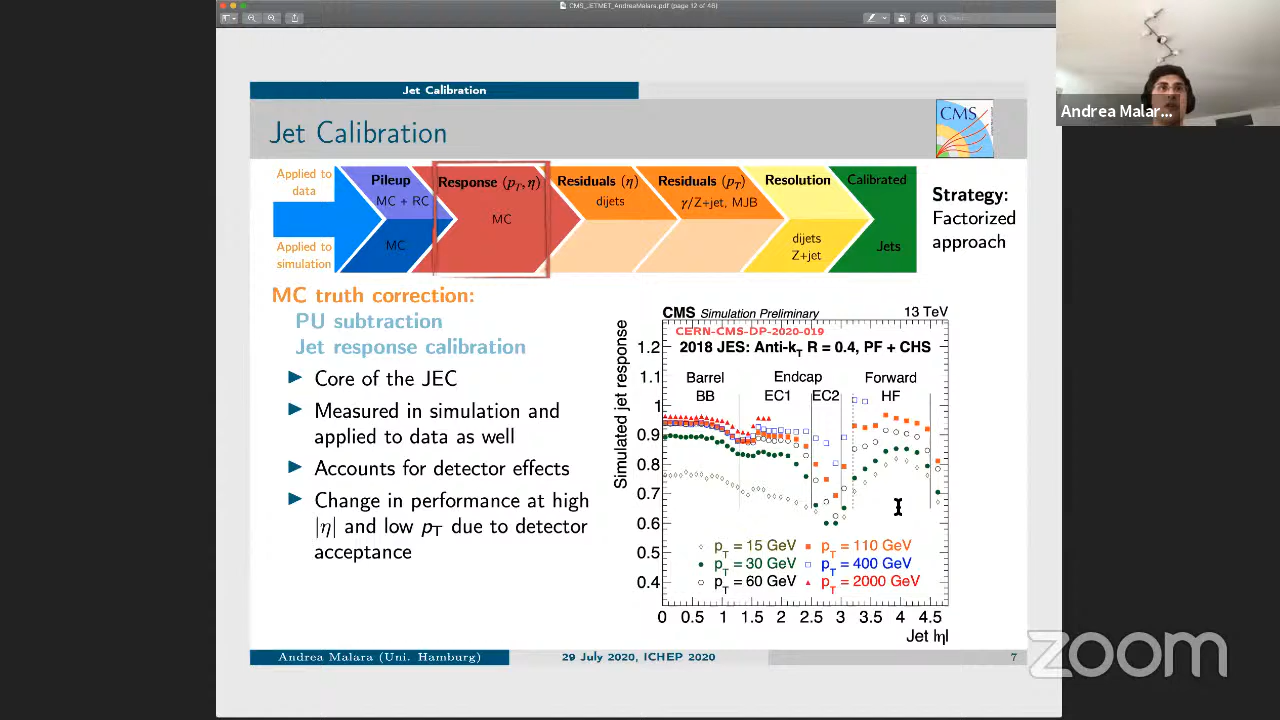 CMS_JETMET_AndreaMalara.pdf (page 12 of 46)
Jet Calibration
Jet Calibration
CMS
Applied to
data
Applied to
simulation
Pileup
MC + RC
MC
Response (pT, η)
MC
Residuals (η)
dijets
Residuals (pT)
γ/Z+jet, MJB
Resolution
dijets
Z+jet
Calibrated
Jets
Strategy:
Factorized
approach
MC truth correction:
PU subtraction
Jet response calibration
Core of the JEC
Measured in simulation and
applied to data as well
Accounts for detector effects
Change in performance at high
|η| and low pT due to detector
acceptance
CMS Simulation Preliminary 13 TeV
CERN-CMS-DP-2020-019
2018 JES: Anti-kT R = 0.4, PF + CHS
Barrel Endcap Forward
BB EC1 EC2 HF
Simulated jet response
1.2
1.1
1
0.9
0.8
0.7
0.6
0.5
0.4
pT = 15 GeV pT = 110 GeV
pT = 30 GeV pT = 400 GeV
pT = 60 GeV pT = 2000 GeV
0 0.5 1 1.5 2 2.5 3 3.5 4 4.5
Jet |η|
Andrea Malara (Uni. Hamburg) 29 July 2020, ICHEP 2020 7
Andrea Malar...
zoom